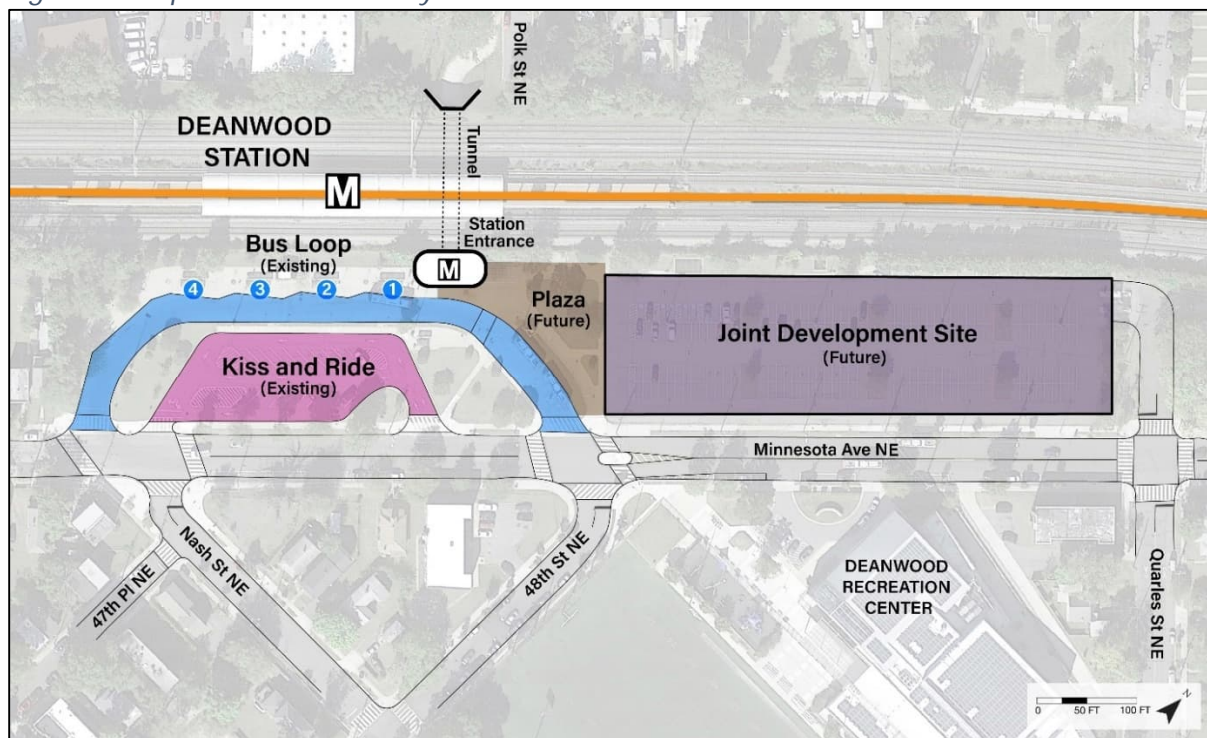 Polk St NE
DEANWOOD
STATION
M
Tunnel
Station
Entrance
M
Bus Loop
(Existing)
4
3
2
1
Plaza
(Future)
Joint Development Site
(Future)
Kiss and Ride
(Existing)
Minnesota Ave NE
Nash St NE
47th Pl NE
48th St NE
DEANWOOD
RECREATION
CENTER
Quarles St NE
0
50 FT
100 FT
N